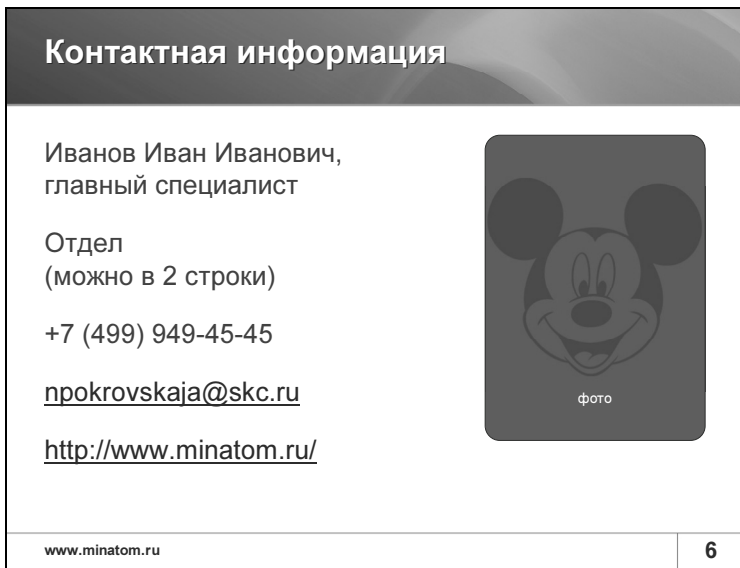 Контактная информация
Иванов Иван Иванович,
главный специалист
Отдел
(можно в 2 строки)
+7 (499) 949-45-45
npokrovskaja@skc.ru
http://www.minatom.ru/
фото
www.minatom.ru
6